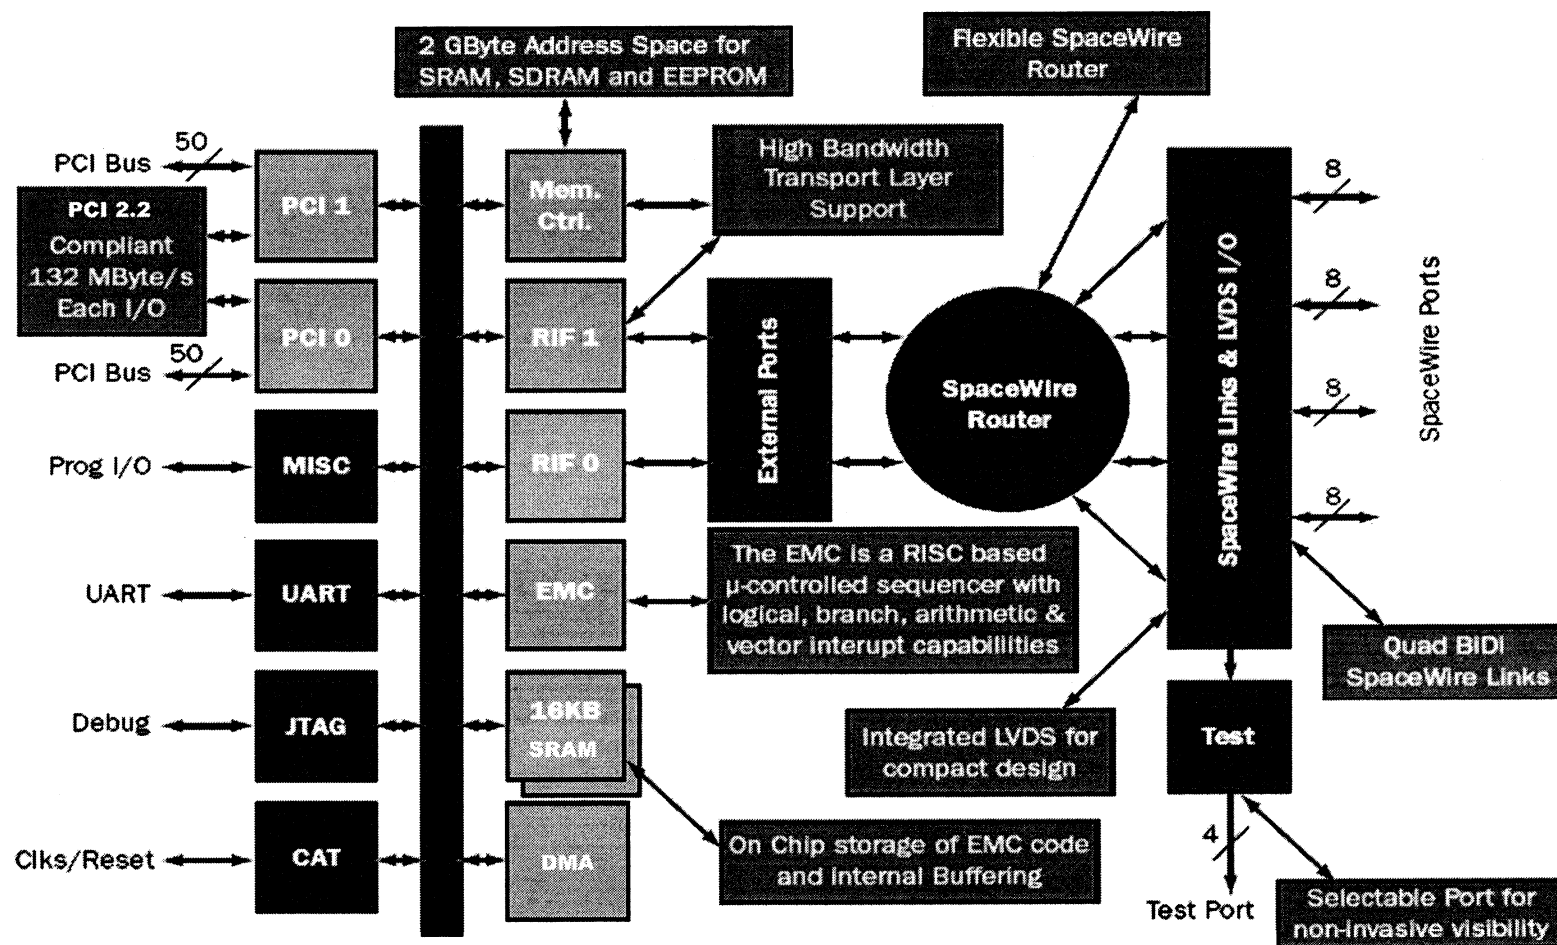 2 GByte Address Space for
SRAM, SDRAM and EEPROM
Flexible SpaceWire
Router
High Bandwidth
Transport Layer
Support
PCI Bus
50
PCI 2.2
Compliant
132 MByte/s
Each I/O
PCI Bus
50
Prog I/O
UART
Debug
Clks/Reset
PCI 1
PCI 0
MISC
UART
JTAG
CAT
Mem.
Ctrl.
RIF 1
RIF 0
EMC
16KB
SRAM
DMA
External Ports
SpaceWire
Router
SpaceWire Links & LVDS I/O
8
8
8
8
SpaceWire Ports
The EMC is a RISC based
µ-controlled sequencer with
logical, branch, arithmetic &
vector interupt capabilities
Quad BIDI
SpaceWire Links
Integrated LVDS for
compact design
Test
On Chip storage of EMC code
and internal Buffering
4
Test Port
Selectable Port for
non-invasive visibility